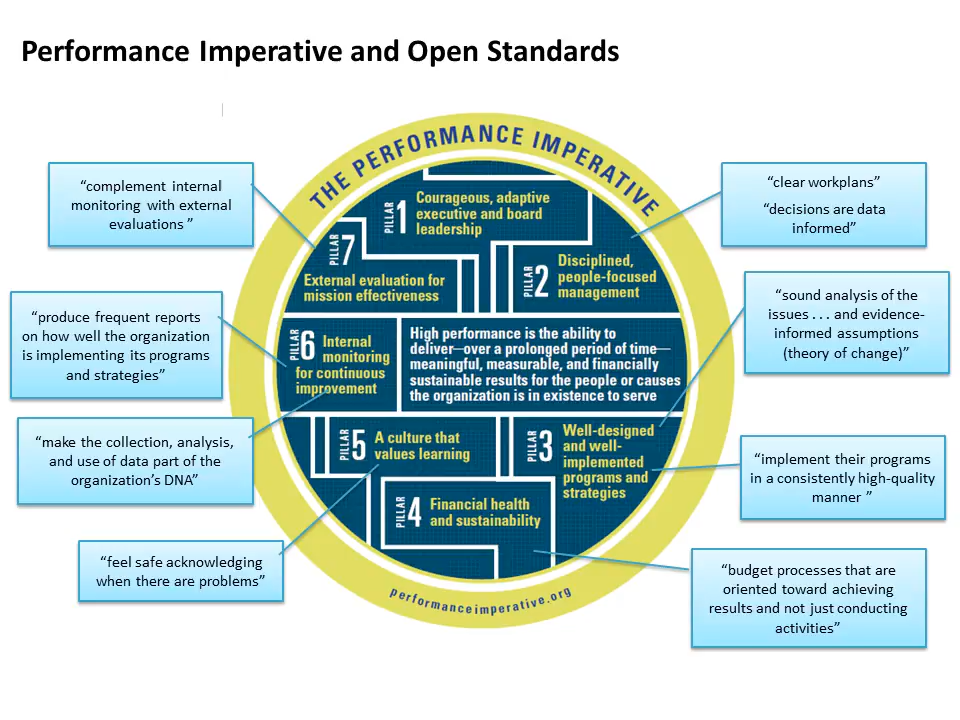 Performance Imperative and Open Standards
THE PERFORMANCE IMPERATIVE
“complement internal
monitoring with external
evaluations ”
“produce frequent reports
on how well the organization
is implementing its programs
and strategies”
“make the collection, analysis,
and use of data part of the
organization’s DNA”
“feel safe acknowledging
when there are problems”
PILLAR 1
Courageous, adaptive
executive and board
leadership
PILLAR 7
External evaluation for
mission effectiveness
PILLAR 2
Disciplined,
people-focused
management
PILLAR 6
Internal
monitoring
for continuous
improvement
High performance is the ability to
deliver—over a prolonged period of time—
meaningful, measurable, and financially
sustainable results for the people or causes
the organization is in existence to serve
PILLAR 5
A culture that
values learning
PILLAR 3
Well-designed
and well-
implemented
programs and
strategies
PILLAR 4
Financial health
and sustainability
performanceimperative.org
“clear workplans”
“decisions are data
informed”
“sound analysis of the
issues . . . and evidence-
informed assumptions
(theory of change)”
“implement their programs
in a consistently high-quality
manner ”
“budget processes that are
oriented toward achieving
results and not just conducting
activities”